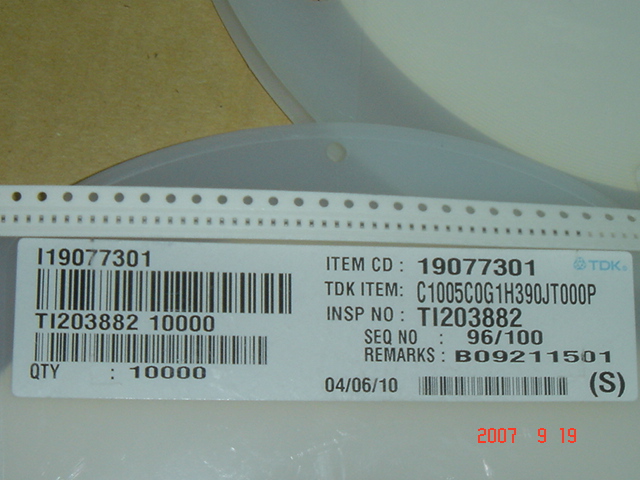 I19077301
TI203882 10000
QTY : 10000
ITEM CD : 19077301
TDK
TDK ITEM: C1005C0G1H390JT000P
INSP NO : TI203882
SEQ NO : 96/100
REMARKS : B09211501
04/06/10
(S)
2007 9 19